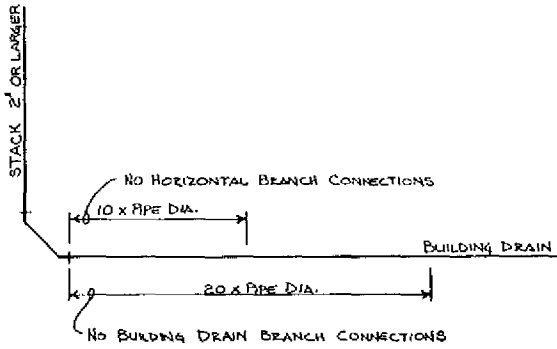 STACK 2" OR LARGER
NO HORIZONTAL BRANCH CONNECTIONS
10 x PIPE DIA.
BUILDING DRAIN
20 x PIPE DIA.
NO BUILDING DRAIN BRANCH CONNECTIONS